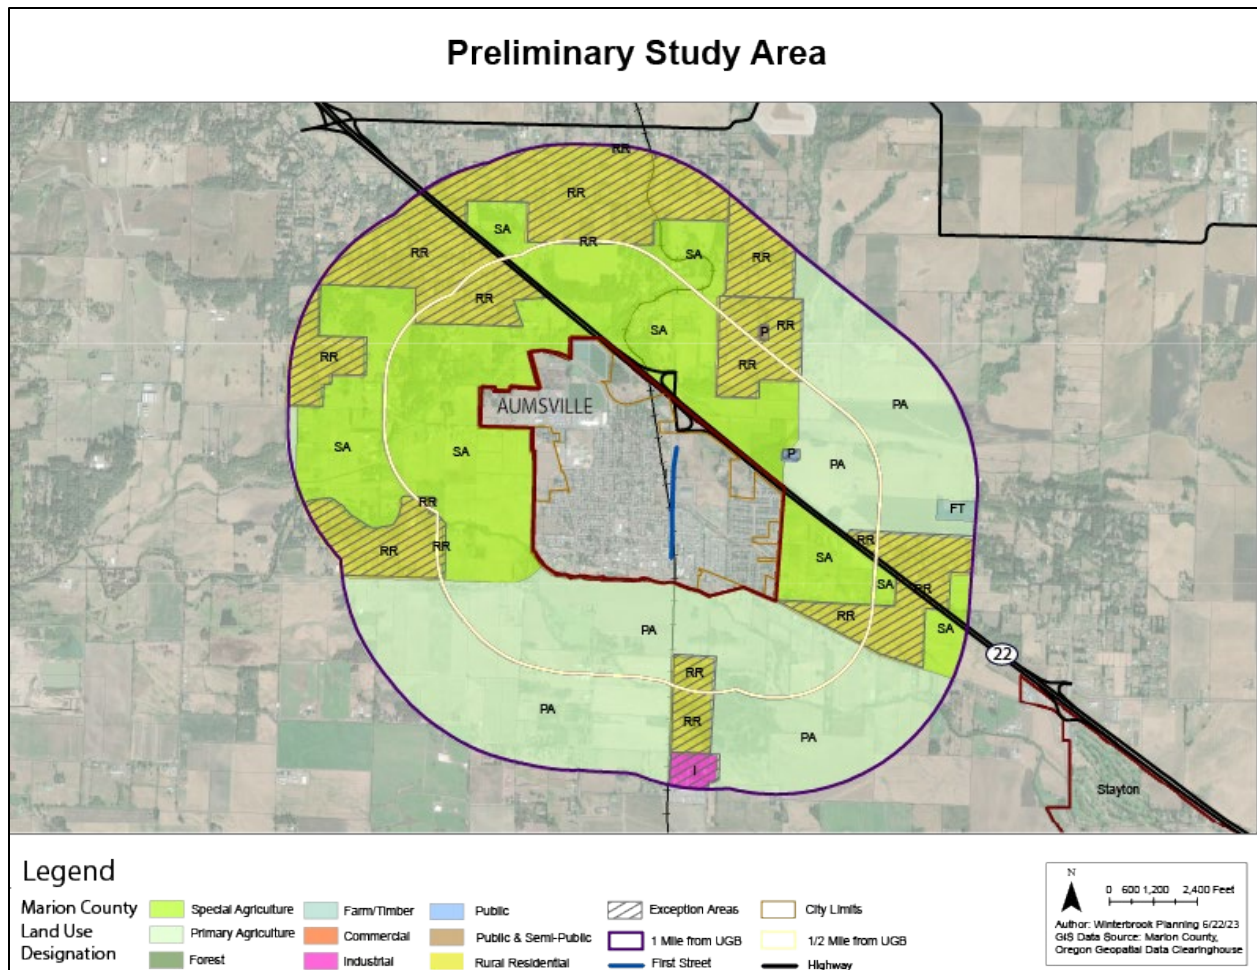 Preliminary Study Area
RR
RR
SA
RR
RR
SA
RR
RR
SA
P
RR
RR
RR
RR
PA
AUMSVILLE
SA
SA
PA
P
RR
FT
RR
RR
RR
SA
SA
RR
RR
SA
PA
22
RR
PA
RR
PA
I
Stayton
Legend
Marion County
Land Use
Designation
Special Agriculture
Primary Agriculture
Forest
Farm/Timber
Commercial
Industrial
Public
Public & Semi-Public
Rural Residential
Exception Areas
1 Mile from UGB
First Street
City Limits
1/2 Mile from UGB
Highway
N
0 600 1,200 2,400 Feet
Author: Winterbrook Planning 6/22/23
GIS Data Source: Marion County,
Oregon Geospatial Data Clearinghouse